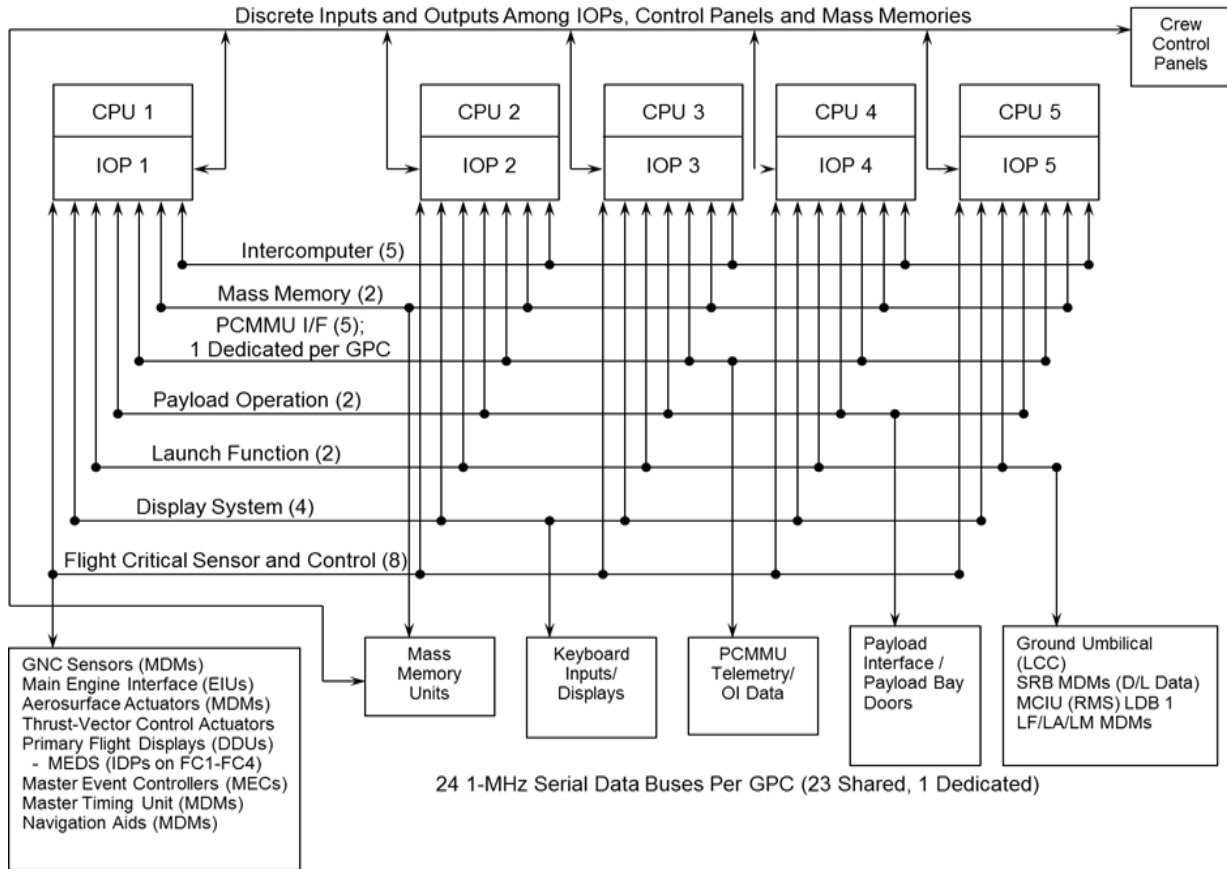 Discrete Inputs and Outputs Among IOPs, Control Panels and Mass Memories
Crew
Control
Panels
CPU 1
CPU 2
CPU 3
CPU 4
CPU 5
IOP 1
IOP 2
IOP 3
IOP 4
IOP 5
Intercomputer (5)
Mass Memory (2)
PCMMU I/F (5);
1 Dedicated per GPC
Payload Operation (2)
Launch Function (2)
Display System (4)
Flight Critical Sensor and Control (8)
GNC Sensors (MDMs)
Main Engine Interface (EIUs)
Aerosurface Actuators (MDMs)
Thrust-Vector Control Actuators
Primary Flight Displays (DDUs)
- MEDS (IDPs on FC1-FC4)
Master Event Controllers (MECs)
Master Timing Unit (MDMs)
Navigation Aids (MDMs)
Mass
Memory
Units
Keyboard
Inputs/
Displays
PCMMU
Telemetry/
OI Data
Payload
Interface /
Payload Bay
Doors
Ground Umbilical
(LCC)
SRB MDMs (D/L Data)
MCIU (RMS) LDB 1
LF/LA/LM MDMs
24 1-MHz Serial Data Buses Per GPC (23 Shared, 1 Dedicated)